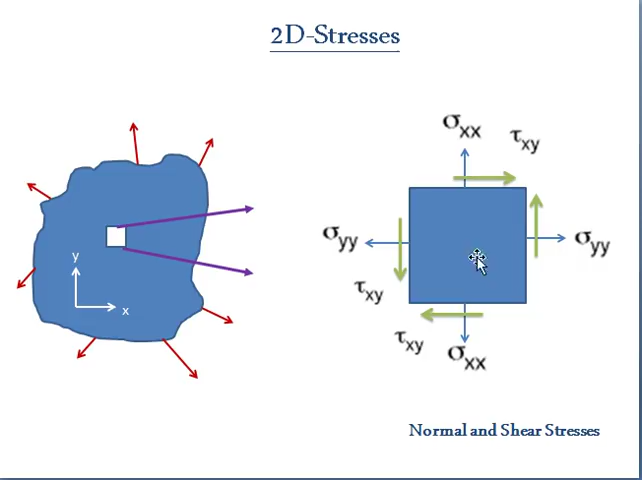 2D-Stresses
σxx
τxy
σyy
σyy
y
τxy
x
τxy
σxx
Normal and Shear Stresses